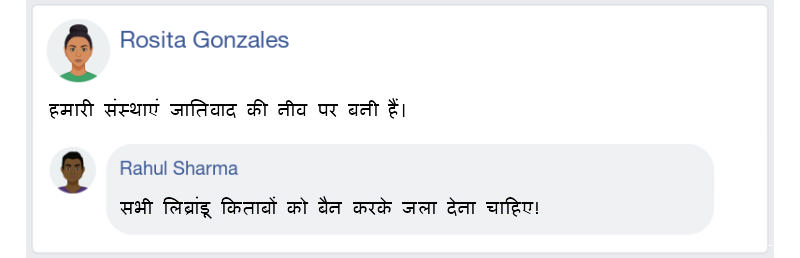 Rosita Gonzales
हमारी संस्थाएं जातिवाद की नीव पर बनी हैं।
Rahul Sharma
सभी लिब्रांडू किताबों को बैन करके जला देना चाहिए!